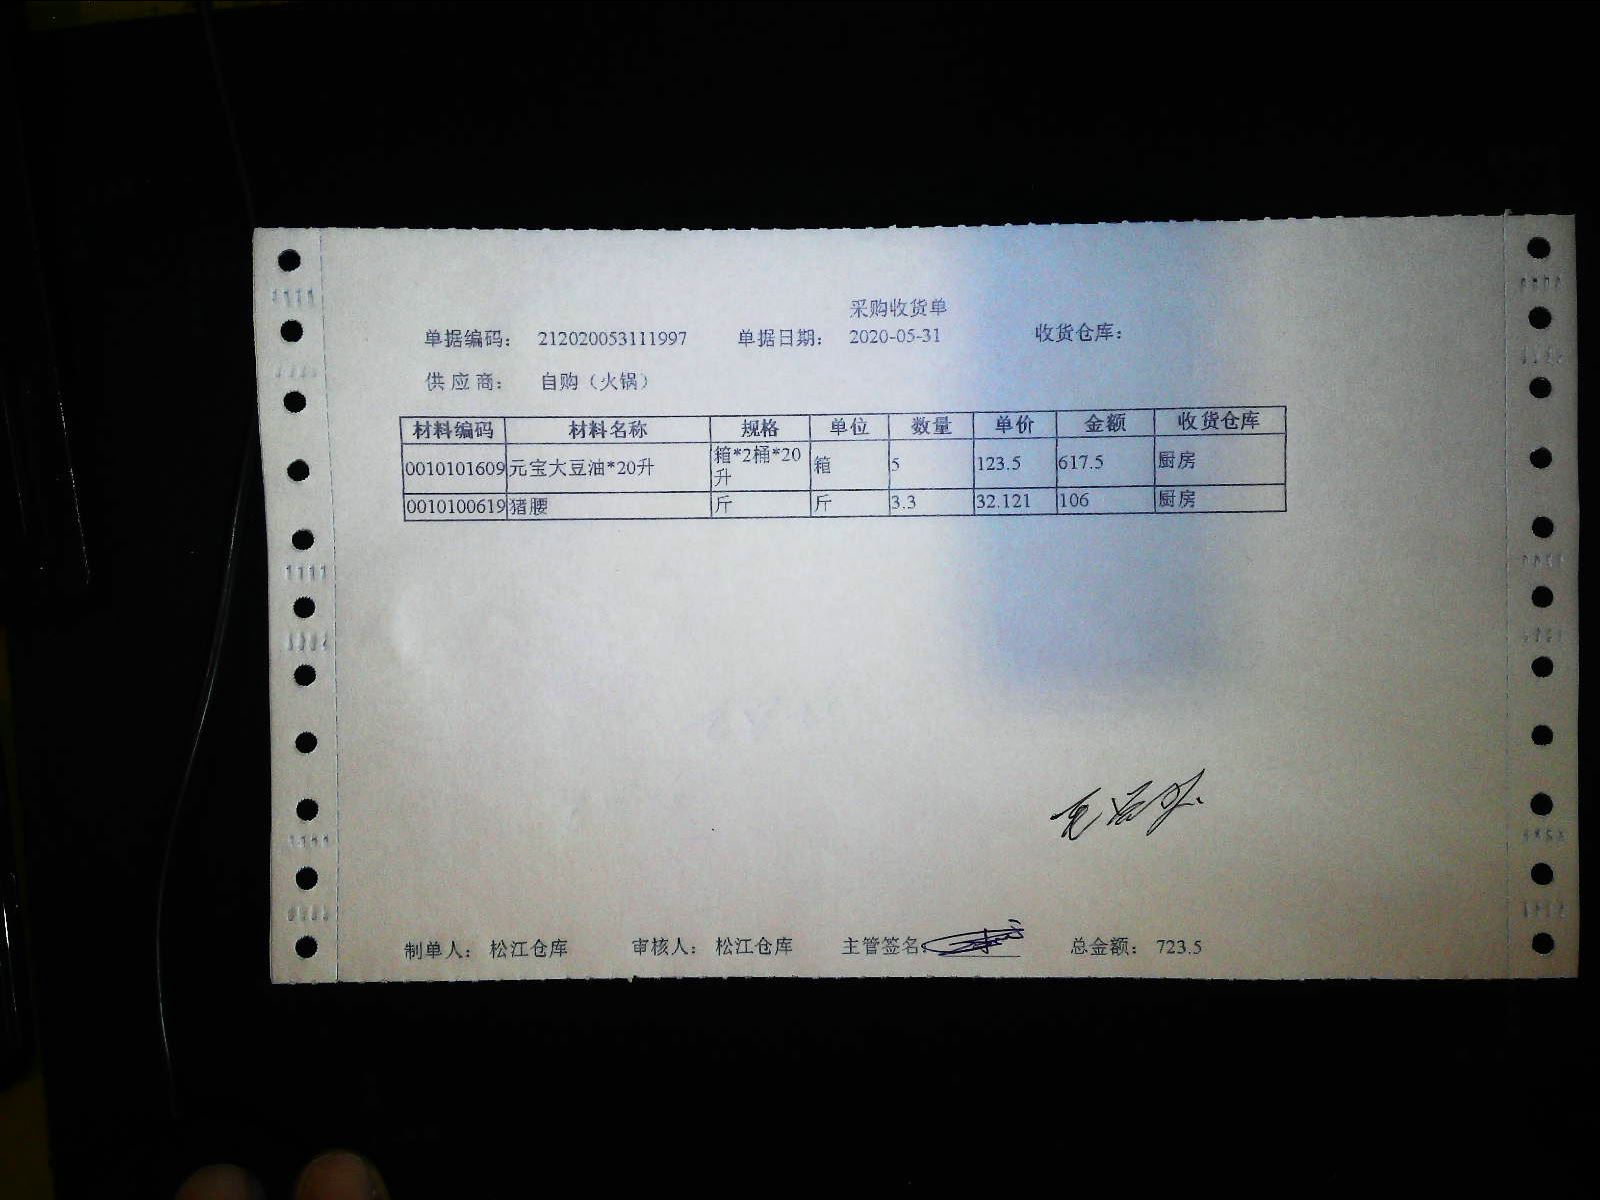 采购收货单
单据编码： 212020053111997 单据日期： 2020-05-31 收货仓库：
供应商： 自购（火锅）
材料编码 材料名称 规格 单位 数量 单价 金额 收货仓库
0010101609 元宝大豆油*20升 箱*2桶*20升 箱 5 123.5 617.5 厨房
0010100619 猪腰 斤 斤 3.3 32.121 106 厨房
制单人： 松江仓库 审核人： 松江仓库 主管签名: 总金额： 723.5